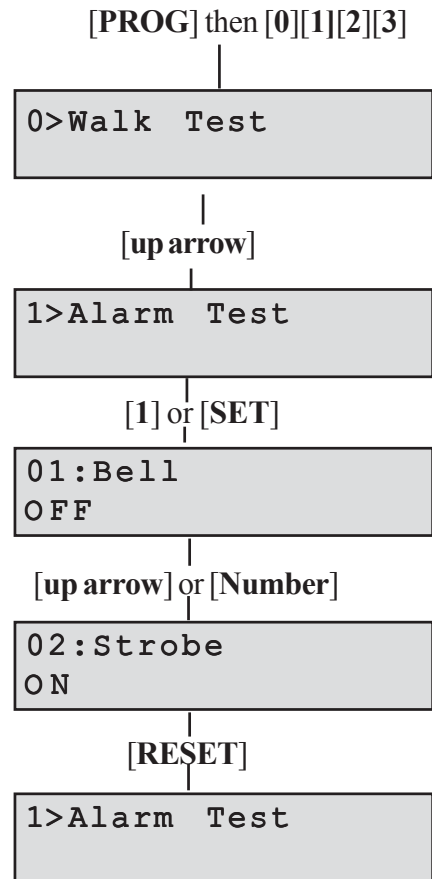 [PROG] then [0][1][2][3]
0>Walk Test
[up arrow]
1>Alarm Test
[1] or [SET]
01:Bell
OFF
[up arrow] or [Number]
02:Strobe
ON
[RESET]
1>Alarm Test